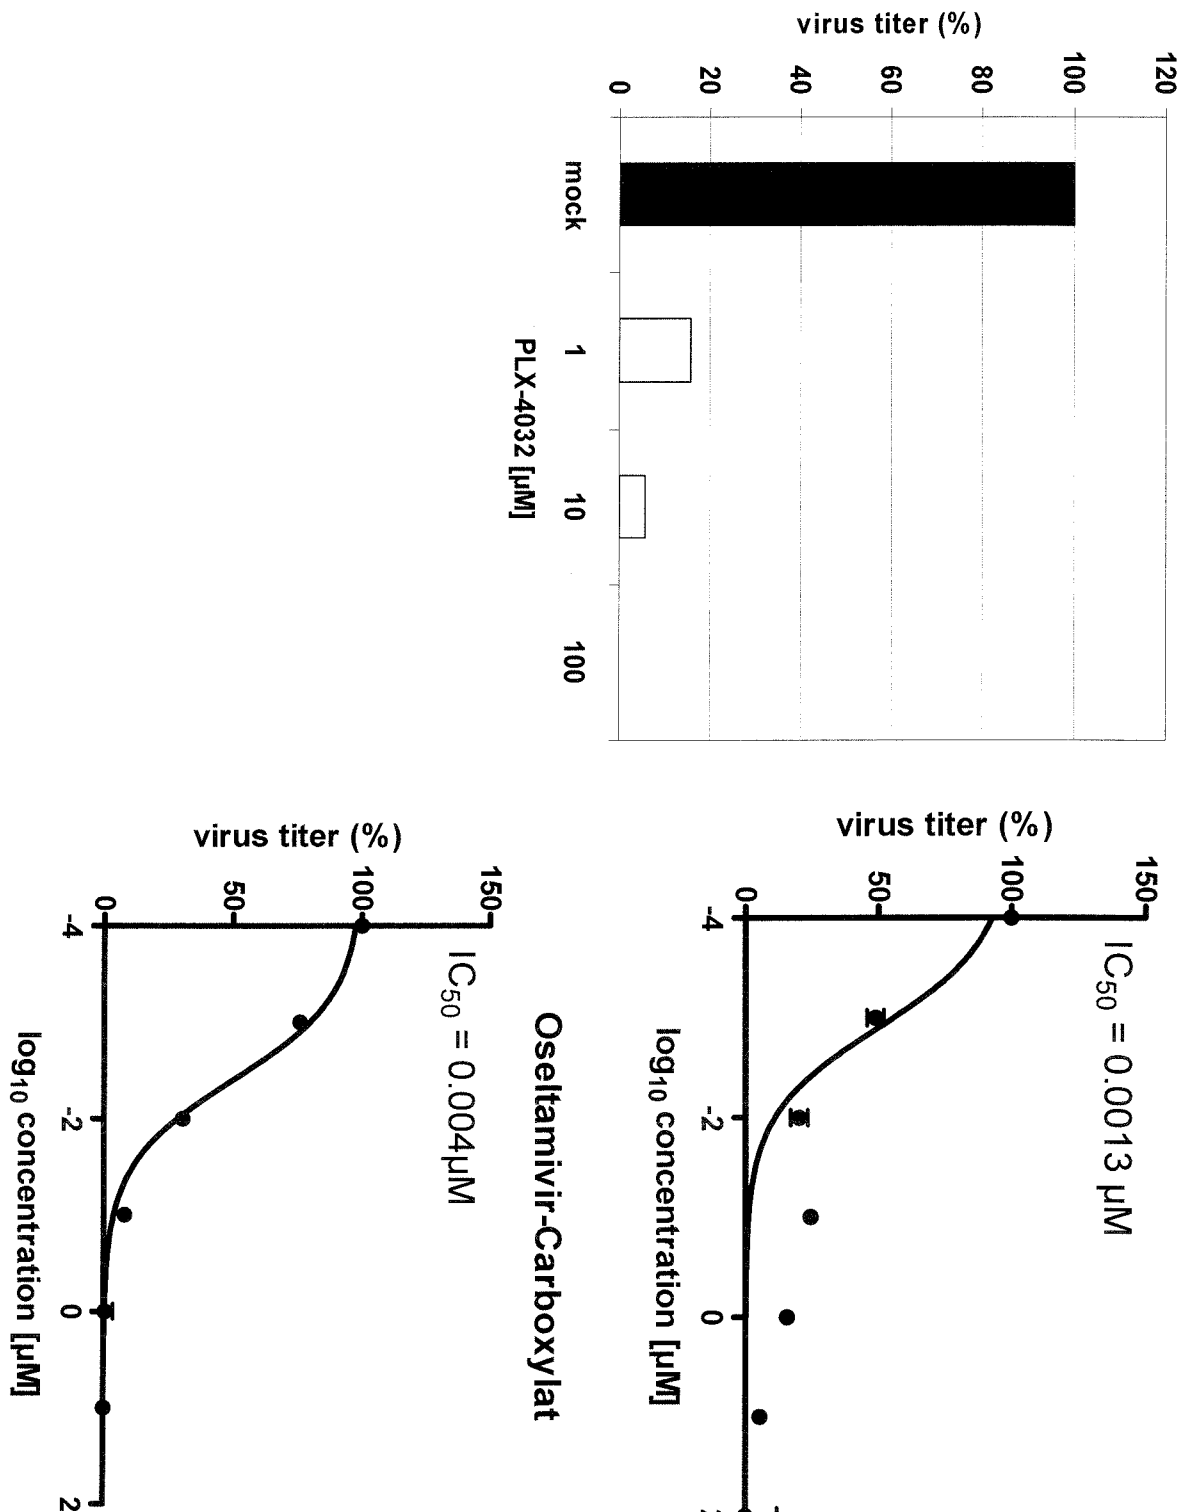 virus titer (%)
120
100
80
60
40
20
0
mock
1
10
100
PLX-4032 [µM]
virus titer (%)
150
100
50
0
-4
-2
0
IC50 = 0.0013 µM
log10 concentration [µM]
Oseltamivir-Carboxylat
virus titer (%)
150
100
50
0
-4
-2
0
2
IC50 = 0.004µM
log10 concentration [µM]